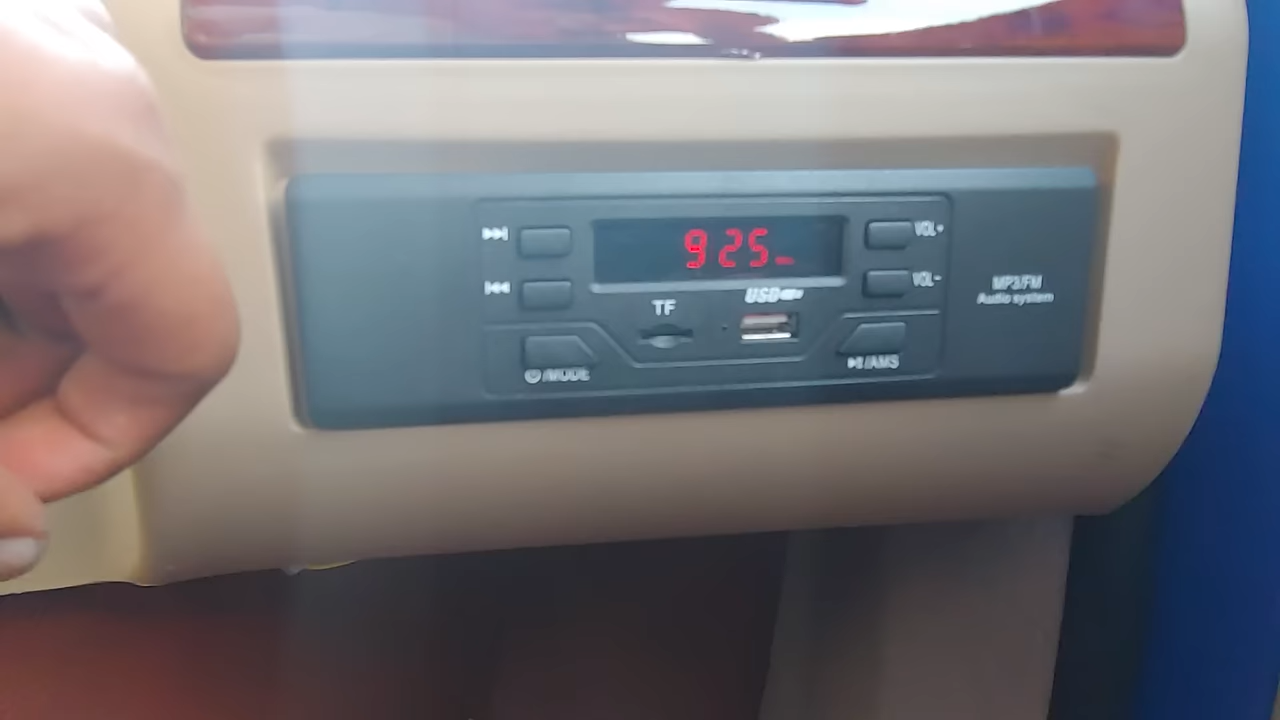 925
VOL+
VOL-
TF
USB
MP3/FM
Audio system
/MODE
/AMS